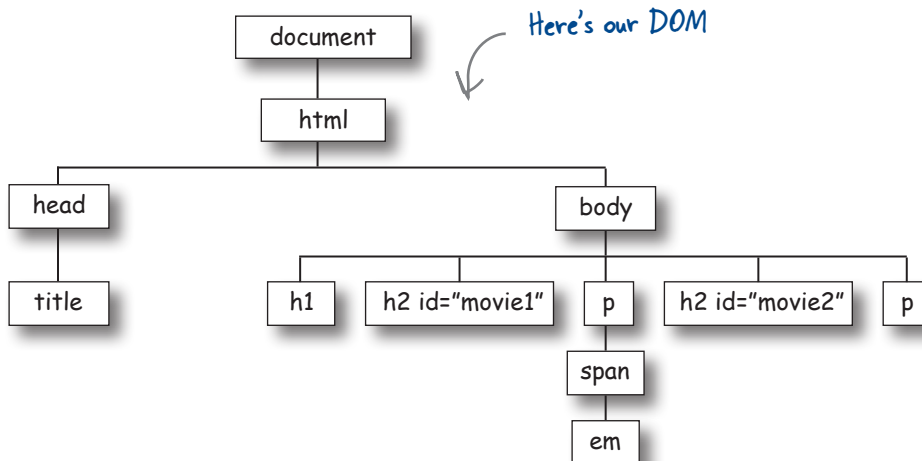 document
Here's our DOM
html
head
body
title
h1
h2 id="movie1"
p
h2 id="movie2"
p
span
em